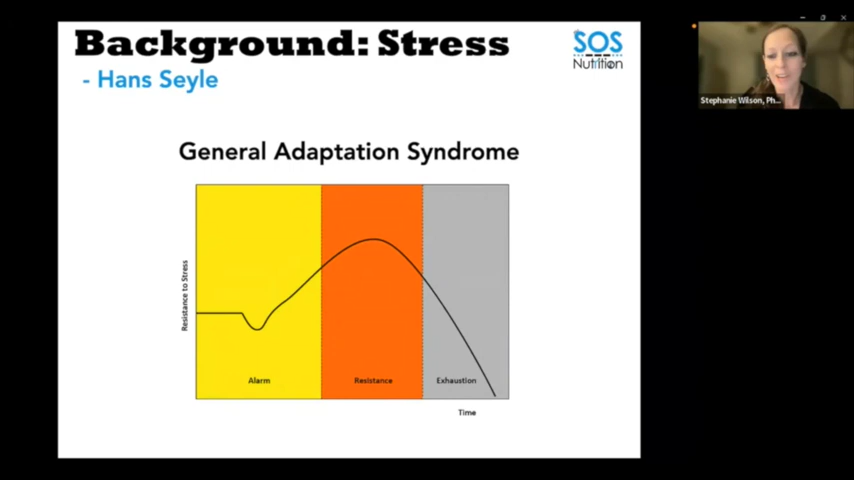 Background: Stress
- Hans Seyle
SOS
Nutrition
Stephanie Wilson, Ph...
General Adaptation Syndrome
Resistance to Stress
Alarm
Resistance
Exhaustion
Time